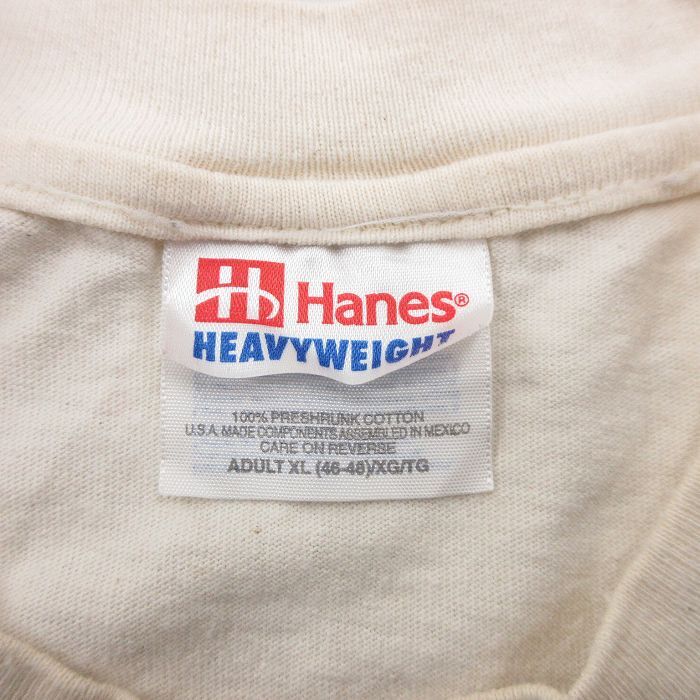 Hanes®
HEAVYWEIGHT
100% PRESHRUNK COTTON
U.S.A. MADE COMPONENTS ASSEMBLED IN MEXICO
CARE ON REVERSE
ADULT XL (46-48)/XG/TG